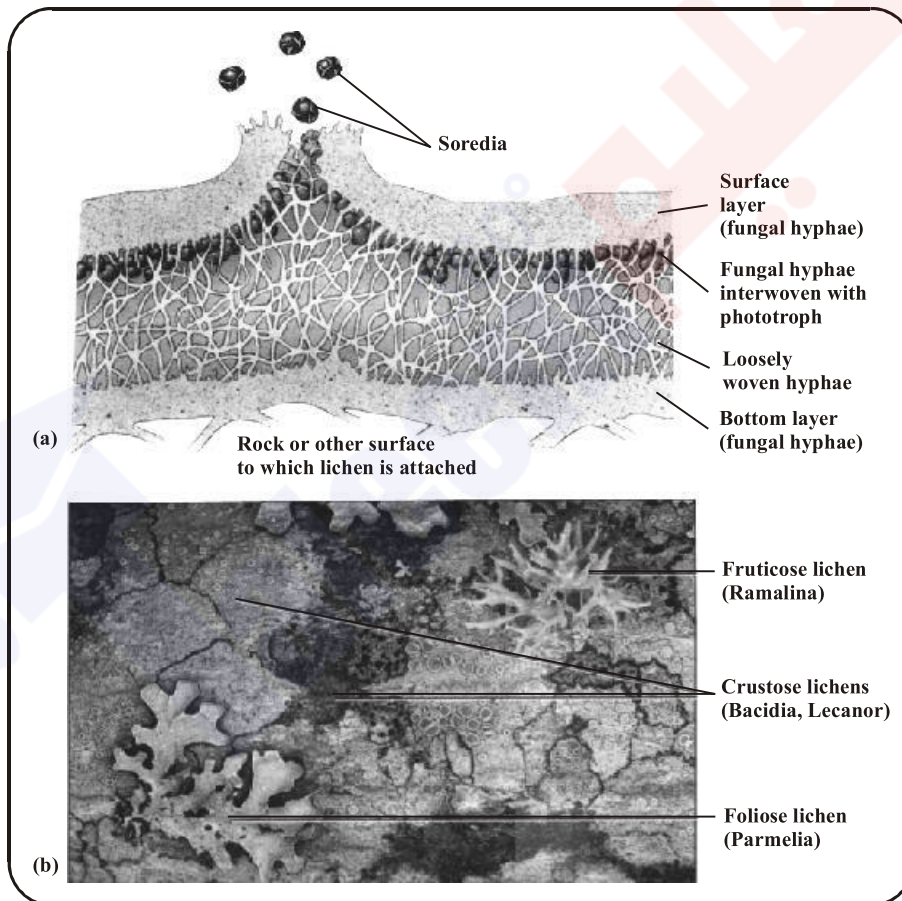 Soredia
Surface
layer
(fungal hyphae)
Fungal hyphae
interwoven with
phototroph
Loosely
woven hyphae
Bottom layer
(fungal hyphae)
(a)
Rock or other surface
to which lichen is attached
Fruticose lichen
(Ramalina)
Crustose lichens
(Bacidia, Lecanor)
Foliose lichen
(Parmelia)
(b)